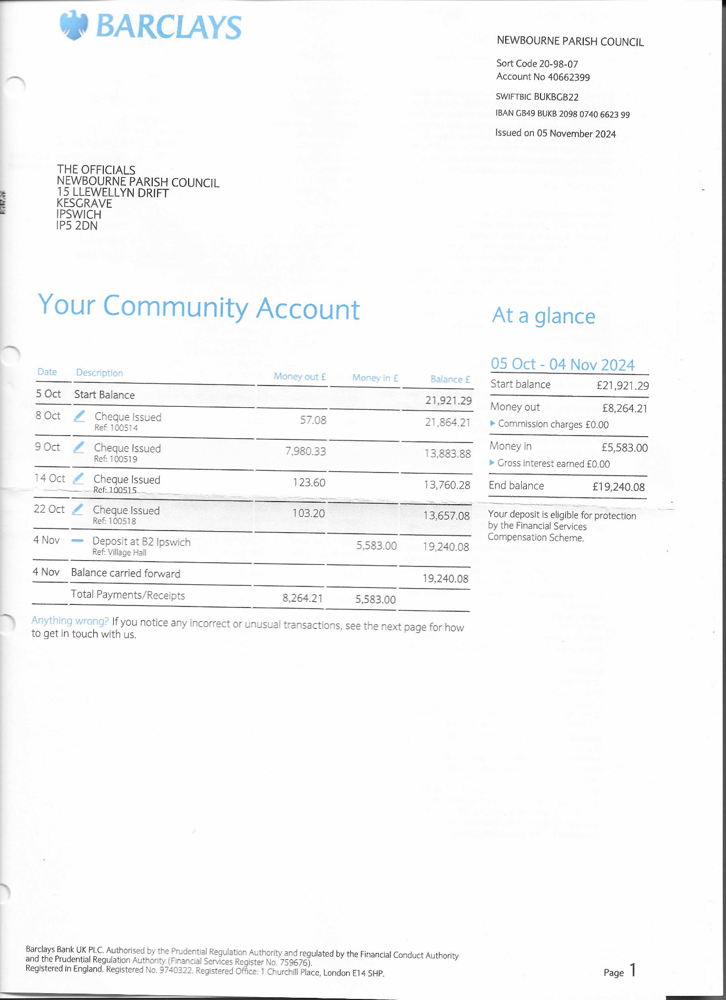 BARCLAYS
NEWBOURNE PARISH COUNCIL
Sort Code 20-98-07
Account No 40662399
SWIFTBIC BUKBGB22
IBAN GB49 BUKB 2098 0740 6623 99
Issued on 05 November 2024
THE OFFICIALS
NEWBOURNE PARISH COUNCIL
15 LLEWELLYN DRIFT
KESGRAVE
IPSWICH
IP5 2DN
Your Community Account
Date Description Money out £ Money in £ Balance £
5 Oct Start Balance 21,921.29
8 Oct Cheque Issued 57.08 21,864.21
Ref: 100514
9 Oct Cheque Issued 7,980.33 13,883.88
Ref: 100519
14 Oct Cheque Issued 123.60 13,760.28
Ref: 100515
22 Oct Cheque Issued 103.20 13,657.08
Ref: 100518
4 Nov Deposit at B2 Ipswich 5,583.00 19,240.08
Ref: Village Hall
4 Nov Balance carried forward 19,240.08
Total Payments/Receipts 8,264.21 5,583.00
Anything wrong? If you notice any incorrect or unusual transactions, see the next page for how
to get in touch with us.
At a glance
05 Oct - 04 Nov 2024
Start balance £21,921.29
Money out £8,264.21
Commission charges £0.00
Money in £5,583.00
Gross interest earned £0.00
End balance £19,240.08
Your deposit is eligible for protection
by the Financial Services
Compensation Scheme.
Barclays Bank UK PLC. Authorised by the Prudential Regulation Authority and regulated by the Financial Conduct Authority
and the Prudential Regulation Authority (Financial Services Register No. 759676).
Registered in England. Registered No. 9740322. Registered Office: 1 Churchill Place, London E14 5HP.
Page 1